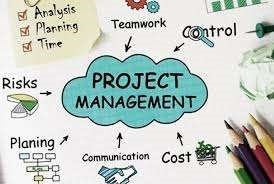 Analysis
Planning
Time
Teamwork
Control
Risks
PROJECT
MANAGEMENT
Planing
Communication
Cost